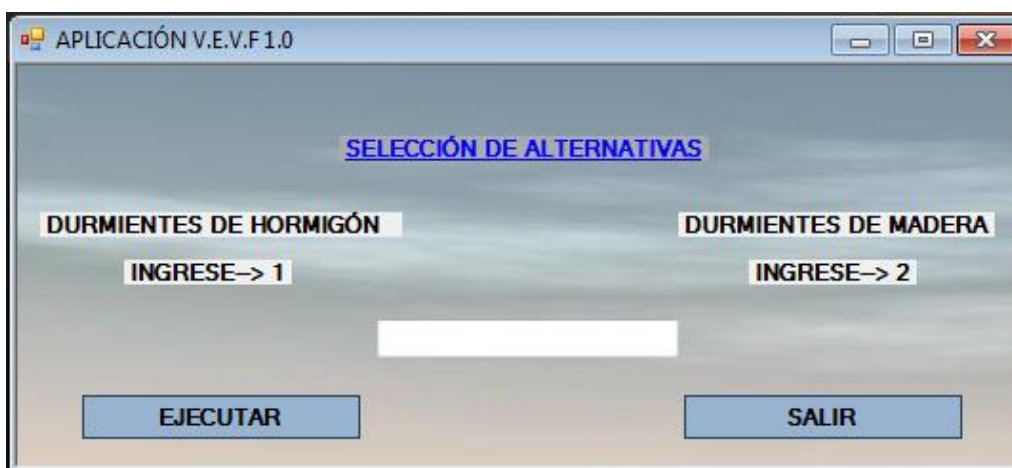 APLICACIÓN V.E.V.F 1.0
SELECCIÓN DE ALTERNATIVAS
DURMIENTES DE HORMIGÓN
DURMIENTES DE MADERA
INGRESE--> 1
INGRESE--> 2
EJECUTAR
SALIR